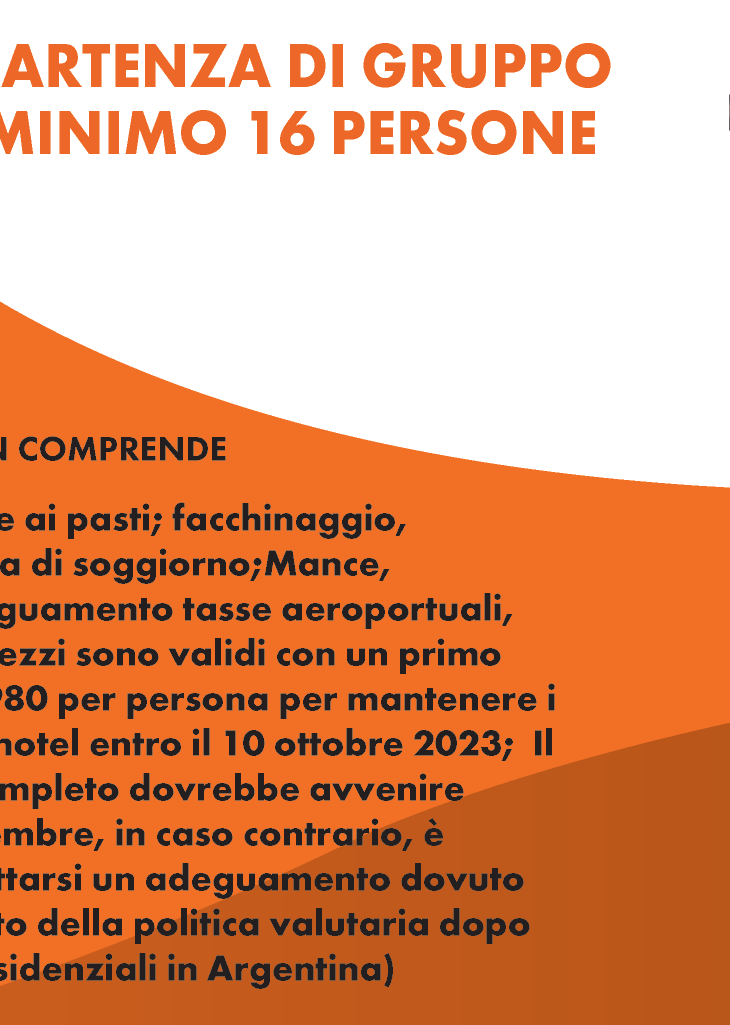 ARTENZA DI GRUPPO
MINIMO 16 PERSONE
N COMPRENDE
e ai pasti; facchinaggio,
a di soggiorno;Mance,
guamento tasse aeroportuali,
ezzi sono validi con un primo
980 per persona per mantenere i
hotel entro il 10 ottobre 2023;  Il
mpleto dovrebbe avvenire
embre, in caso contrario, è
ttarsi un adeguamento dovuto
to della politica valutaria dopo
sidenziali in Argentina)